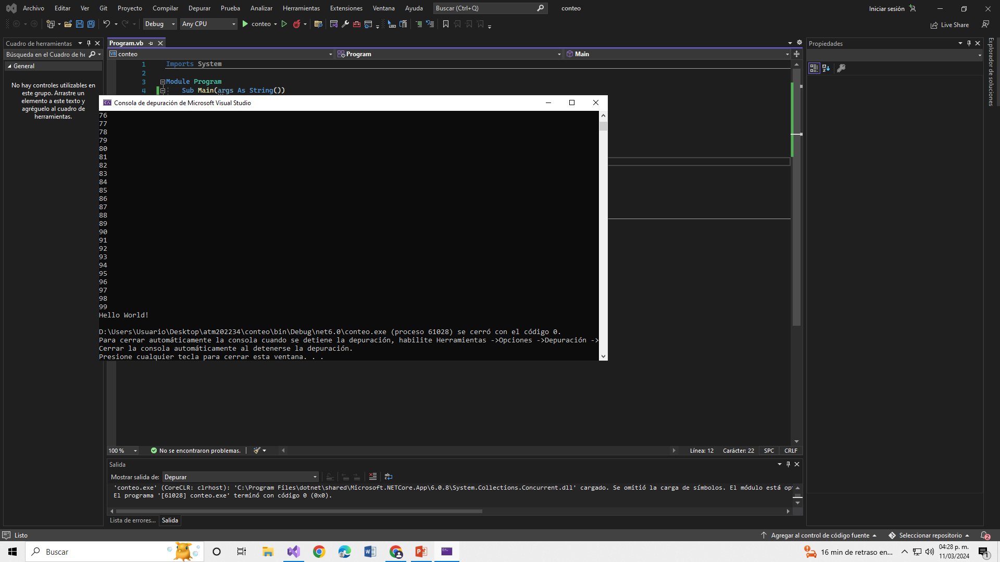 Archivo Editar Ver Git Proyecto Compilar Depurar Prueba Analizar Herramientas Extensiones Ventana Ayuda Buscar (Ctrl+Q) conteo Iniciar sesión
Debug Any CPU conteo Live Share
Cuadro de herramientas
Búsqueda en el Cuadro de he
General
No hay controles utilizables en
este grupo. Arrastre un
elemento a este texto y
agréguelo al cuadro de
herramientas.
Program.vb
VB conteo Program Main
1 Imports System
2
3 Module Program
4 Sub Main(args As String())
Propiedades
Explorador de soluciones
Consola de depuración de Microsoft Visual Studio
76
77
78
79
80
81
82
83
84
85
86
87
88
89
90
91
92
93
94
95
96
97
98
99
Hello World!
D:\Users\Usuario\Desktop\atm202234\conteo\bin\Debug\net6.0\conteo.exe (proceso 61028) se cerró con el código 0.
Para cerrar automáticamente la consola cuando se detiene la depuración, habilite Herramientas ->Opciones ->Depuración ->
Cerrar la consola automáticamente al detenerse la depuración.
Presione cualquier tecla para cerrar esta ventana. . .
100 % No se encontraron problemas. Línea: 12 Carácter: 22 SPC CRLF
Salida
Mostrar salida de: Depurar
'conteo.exe' (CoreCLR: clrhost): 'C:\Program Files\dotnet\shared\Microsoft.NETCore.App\6.0.8\System.Collections.Concurrent.dll' cargado. Se omitió la carga de símbolos. El módulo está
El programa '[61028] conteo.exe' terminó con código 0 (0x0).
Lista de errores... Salida
Listo Agregar al control de código fuente Seleccionar repositorio 2
Buscar
16 min de retraso en...
04:28 p. m.
11/03/2024
1